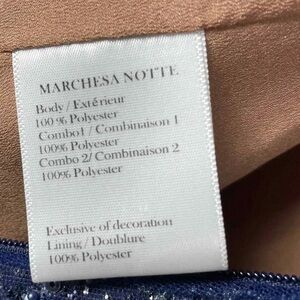 MARCHESA NOTTE
Body / Extérieur
100 % Polyester
Combo1 / Combinaison 1
100% Polyester
Combo 2/ Combinaison 2
100% Polyester
Exclusive of decoration
Lining / Doublure
100% Polyester